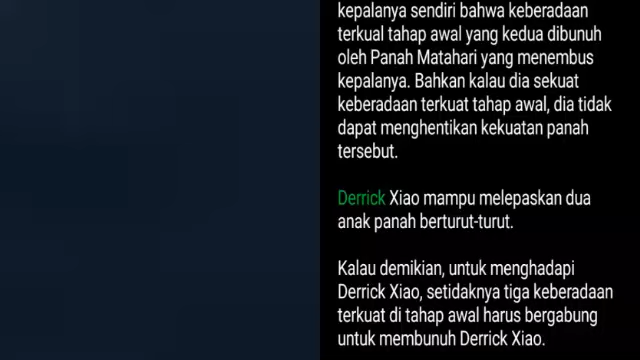 kepalanya sendiri bahwa keberadaan
terkual tahap awal yang kedua dibunuh
oleh Panah Matahari yang menembus
kepalanya. Bahkan kalau dia sekuat
keberadaan terkuat tahap awal, dia tidak
dapat menghentikan kekuatan panah
tersebut.
Derrick Xiao mampu melepaskan dua
anak panah berturut-turut.
Kalau demikian, untuk menghadapi
Derrick Xiao, setidaknya tiga keberadaan
terkuat di tahap awal harus bergabung
untuk membunuh Derrick Xiao.